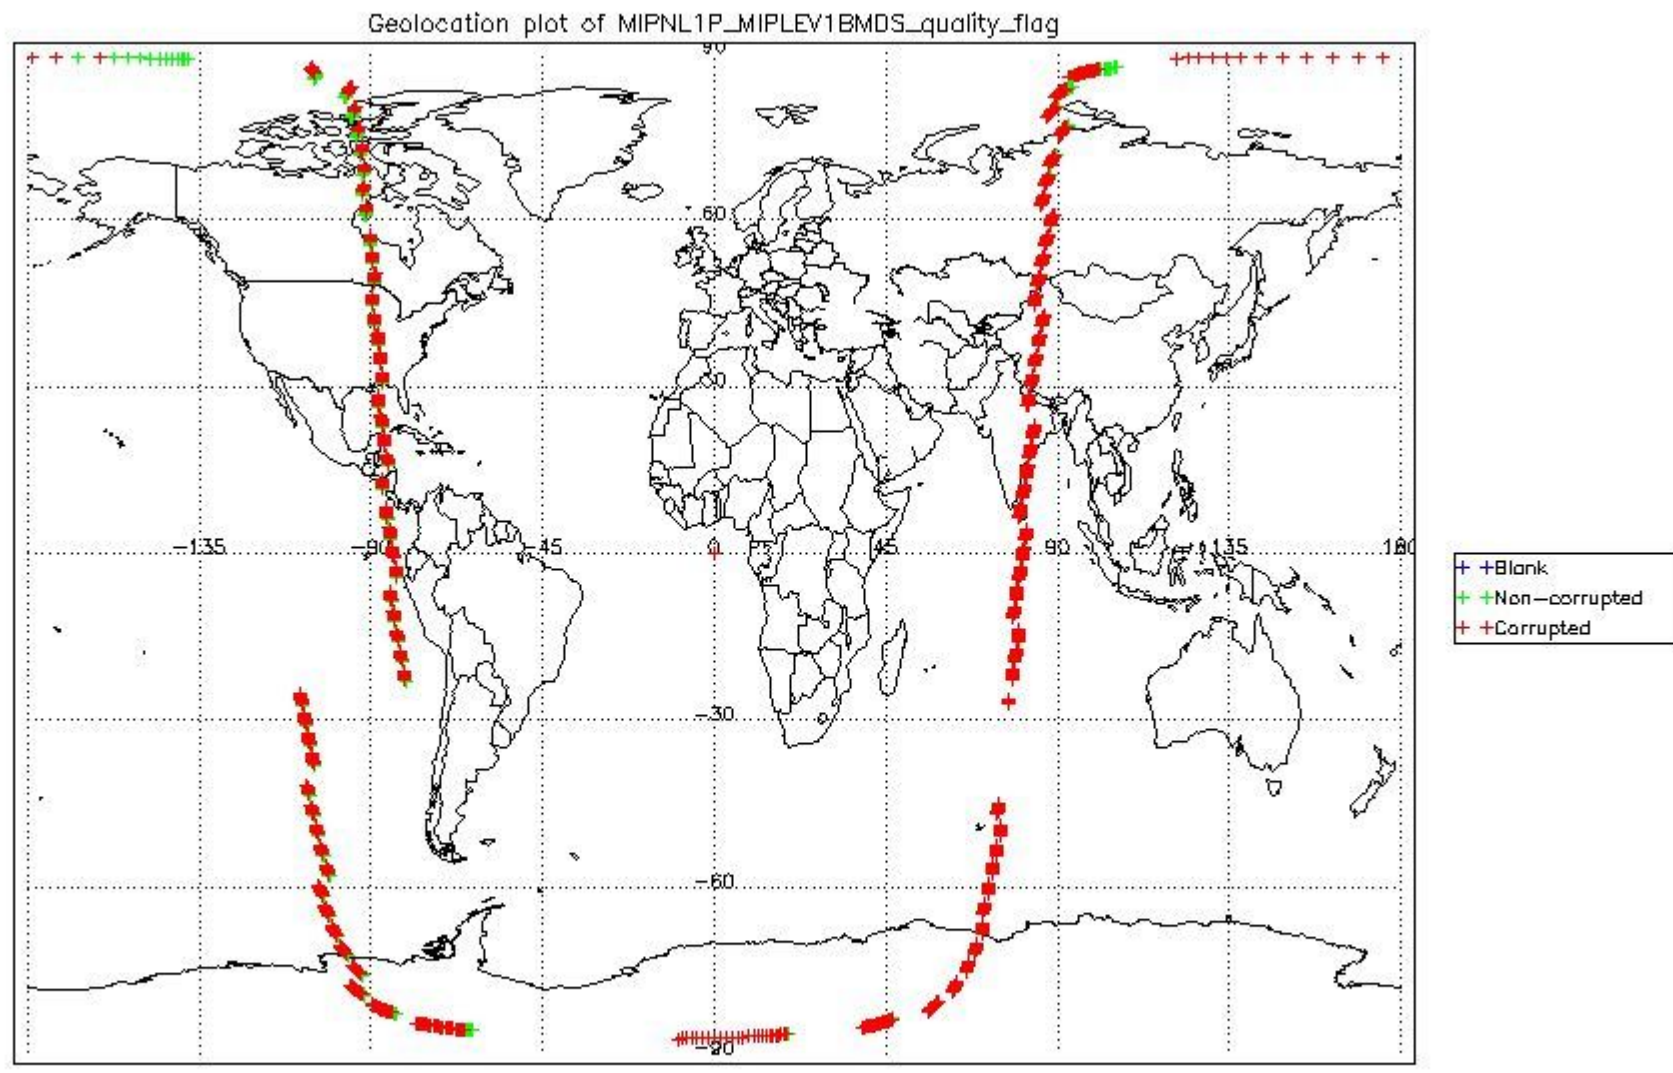 Geolocation plot of MIPNL1P_MIPLEV1BMDS_quality_flag
90
60
30
-135 -90 -45 0 45 90 135 180
-30
-60
-90
Blank
Non-corrupted
Corrupted